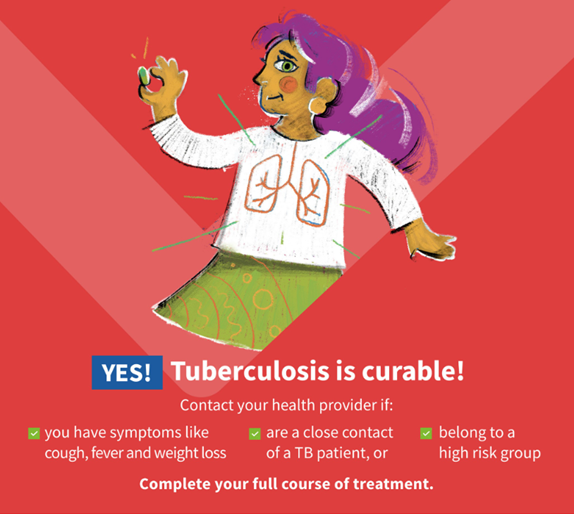 YES! Tuberculosis is curable!
Contact your health provider if:
you have symptoms like
cough, fever and weight loss
are a close contact
of a TB patient, or
belong to a
high risk group
Complete your full course of treatment.